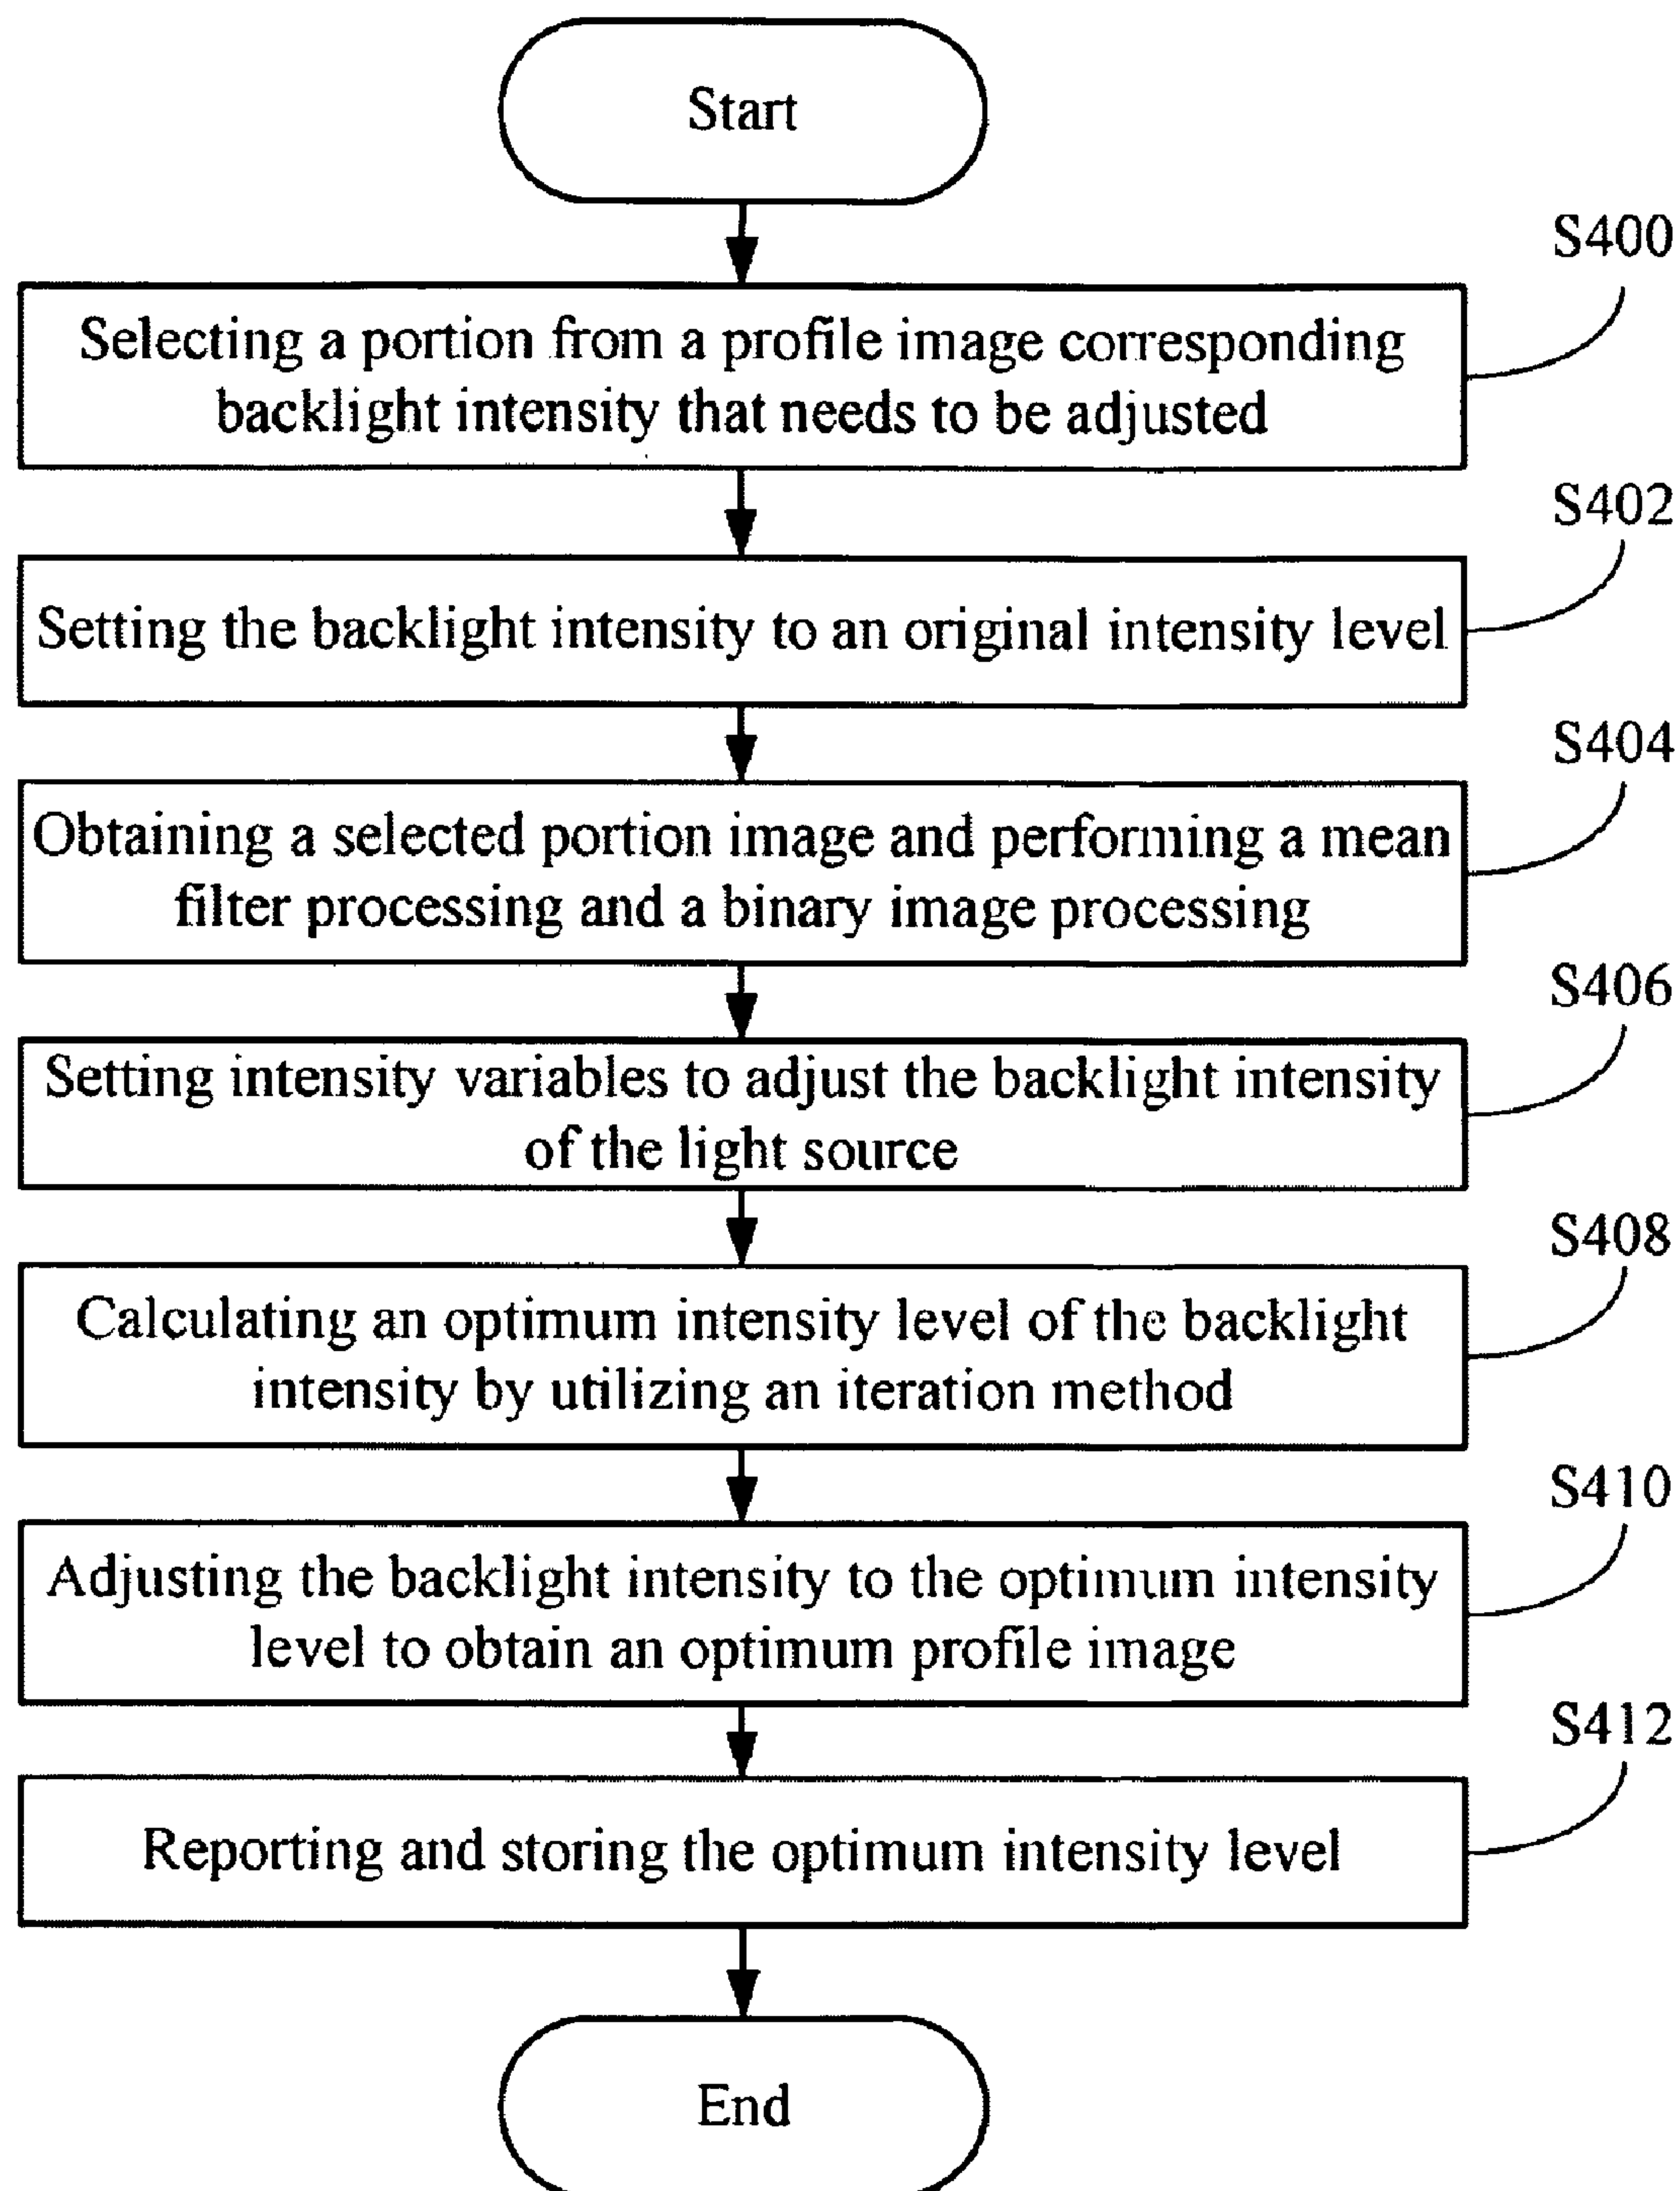 Start
S400
Selecting a portion from a profile image corresponding
backlight intensity that needs to be adjusted
S402
Setting the backlight intensity to an original intensity level
S404
Obtaining a selected portion image and performing a mean
filter processing and a binary image processing
S406
Setting intensity variables to adjust the backlight intensity
of the light source
S408
Calculating an optimum intensity level of the backlight
intensity by utilizing an iteration method
S410
Adjusting the backlight intensity to the optimum intensity
level to obtain an optimum profile image
S412
Reporting and storing the optimum intensity level
End